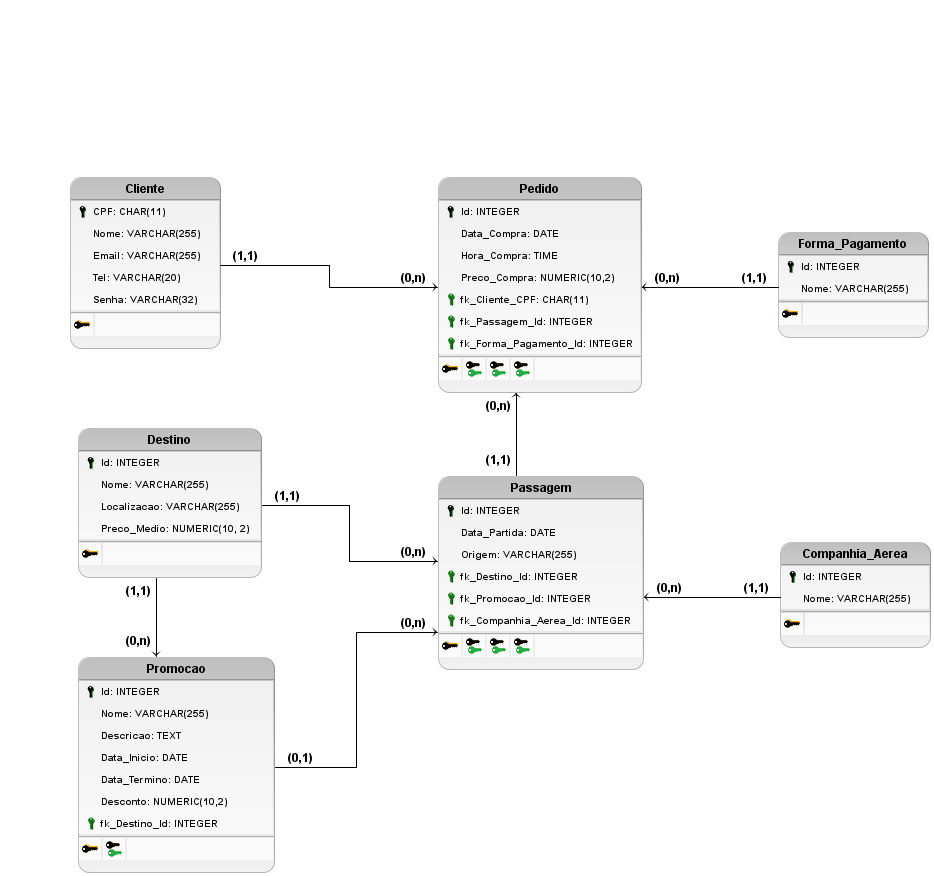 Cliente
CPF: CHAR(11)
Nome: VARCHAR(255)
Email: VARCHAR(255)
Tel: VARCHAR(20)
Senha: VARCHAR(32)
(1,1)
(0,n)
Pedido
Id: INTEGER
Data_Compra: DATE
Hora_Compra: TIME
Preco_Compra: NUMERIC(10,2)
fk_Cliente_CPF: CHAR(11)
fk_Passagem_Id: INTEGER
fk_Forma_Pagamento_Id: INTEGER
(0,n)
(1,1)
Forma_Pagamento
Id: INTEGER
Nome: VARCHAR(255)
(0,n)
(1,1)
Destino
Id: INTEGER
Nome: VARCHAR(255)
Localizacao: VARCHAR(255)
Preco_Medio: NUMERIC(10, 2)
(1,1)
(0,n)
Passagem
Id: INTEGER
Data_Partida: DATE
Origem: VARCHAR(255)
fk_Destino_Id: INTEGER
fk_Promocao_Id: INTEGER
fk_Companhia_Aerea_Id: INTEGER
(0,n)
(1,1)
Companhia_Aerea
Id: INTEGER
Nome: VARCHAR(255)
(1,1)
(0,n)
(0,n)
(0,1)
Promocao
Id: INTEGER
Nome: VARCHAR(255)
Descricao: TEXT
Data_Inicio: DATE
Data_Termino: DATE
Desconto: NUMERIC(10,2)
fk_Destino_Id: INTEGER